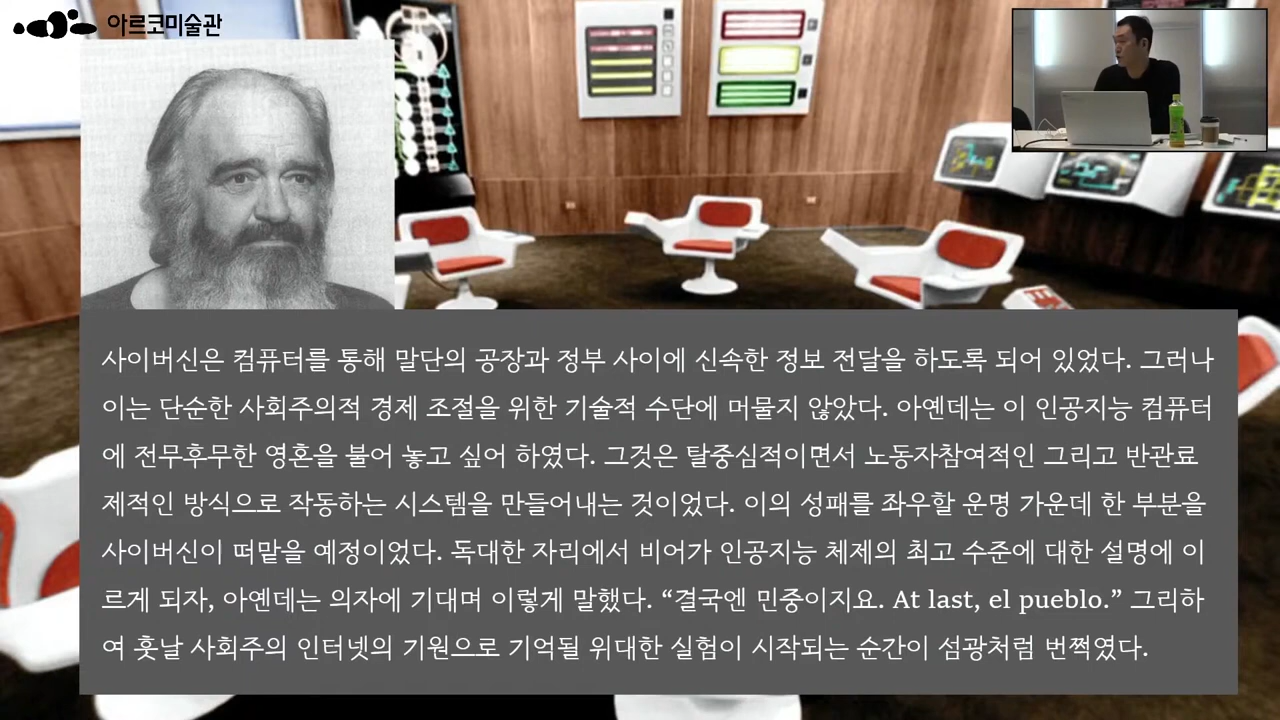 아르코미술관
사이버신은 컴퓨터를 통해 말단의 공장과 정부 사이에 신속한 정보 전달을 하도록 되어 있었다. 그러나
이는 단순한 사회주의적 경제 조절을 위한 기술적 수단에 머물지 않았다. 아옌데는 이 인공지능 컴퓨터
에 전무후무한 영혼을 불어 놓고 싶어 하였다. 그것은 탈중심적이면서 노동자참여적인 그리고 반관료
제적인 방식으로 작동하는 시스템을 만들어내는 것이었다. 이의 성패를 좌우할 운명 가운데 한 부분을
사이버신이 떠맡을 예정이었다. 독대한 자리에서 비어가 인공지능 체제의 최고 수준에 대한 설명에 이
르게 되자, 아옌데는 의자에 기대며 이렇게 말했다. “결국엔 민중이지요. At last, el pueblo.” 그리하
여 훗날 사회주의 인터넷의 기원으로 기억될 위대한 실험이 시작되는 순간이 섬광처럼 번쩍였다.